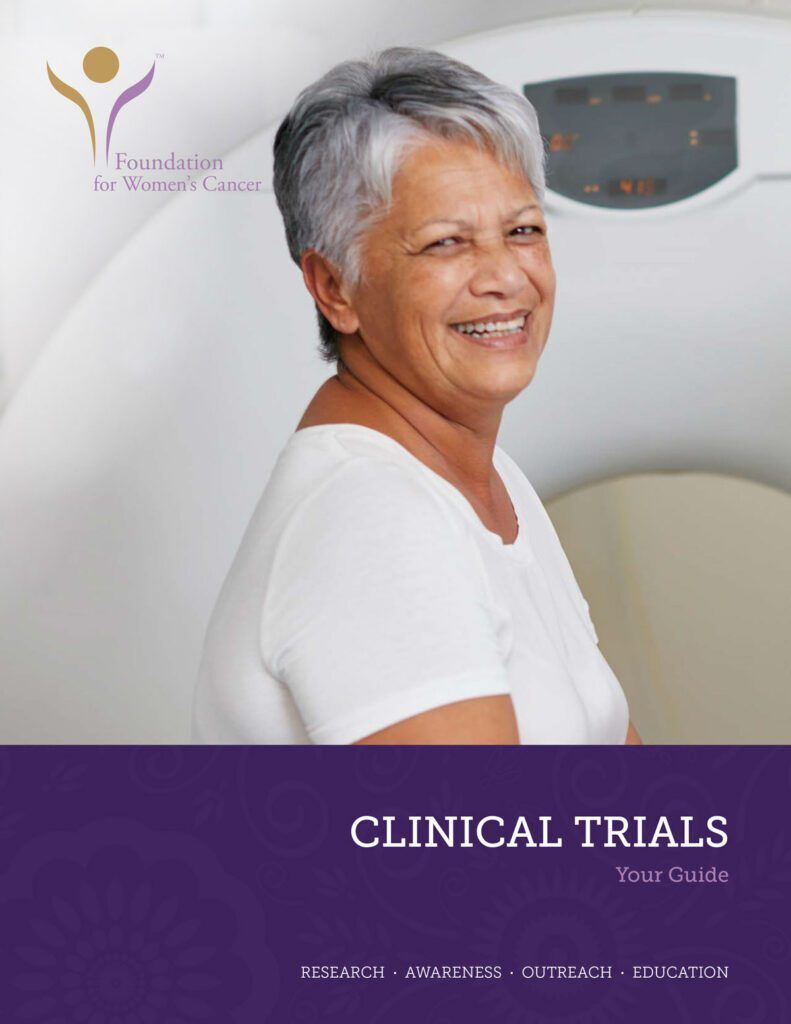 ™
Foundation
for Women's Cancer
CLINICAL TRIALS
Your Guide
RESEARCH · AWARENESS · OUTREACH · EDUCATION